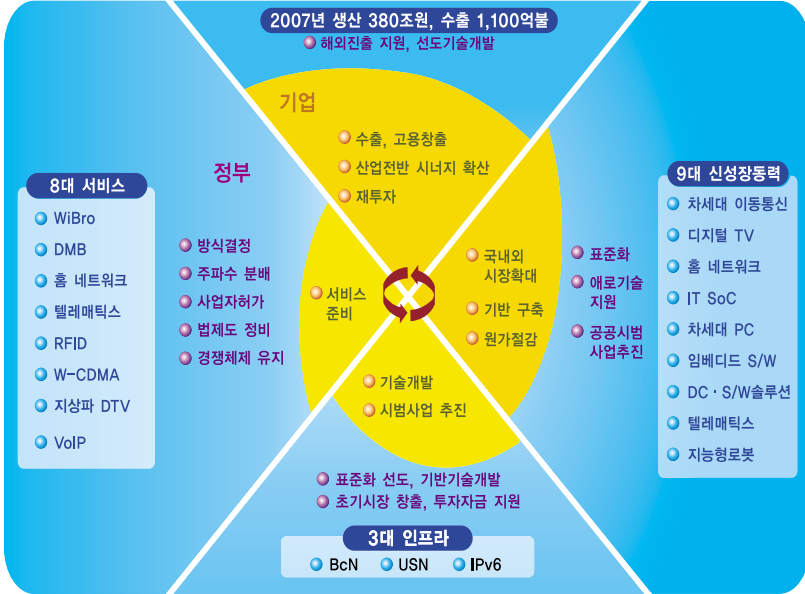 2007년 생산 380조원, 수출 1,100억불
해외진출 지원, 선도기술개발
기업
수출, 고용창출
산업전반 시너지 확산
재투자
정부
8대 서비스
WiBro
DMB
홈 네트워크
텔레매틱스
RFID
W-CDMA
지상파 DTV
VoIP
방식결정
주파수 분배
사업자허가
법제도 정비
경쟁체제 유지
서비스
준비
국내외
시장확대
기반 구축
원가절감
표준화
애로기술
지원
공공시범
사업추진
9대 신성장동력
차세대 이동통신
디지털 TV
홈 네트워크
IT SoC
차세대 PC
임베디드 S/W
DC · S/W솔루션
텔레매틱스
지능형로봇
기술개발
시범사업 추진
표준화 선도, 기반기술개발
초기시장 창출, 투자자금 지원
3대 인프라
BcN USN IPv6